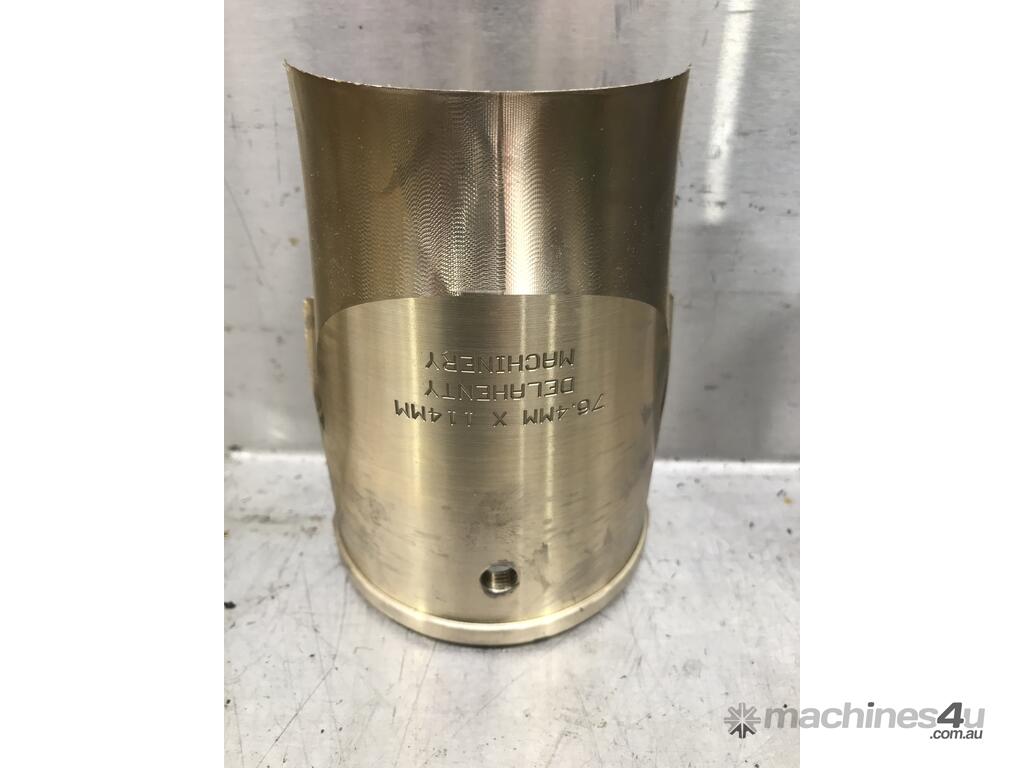 76.4MM X 114MM
DELAHENTY
MACHINERY
machines4u
.com.au